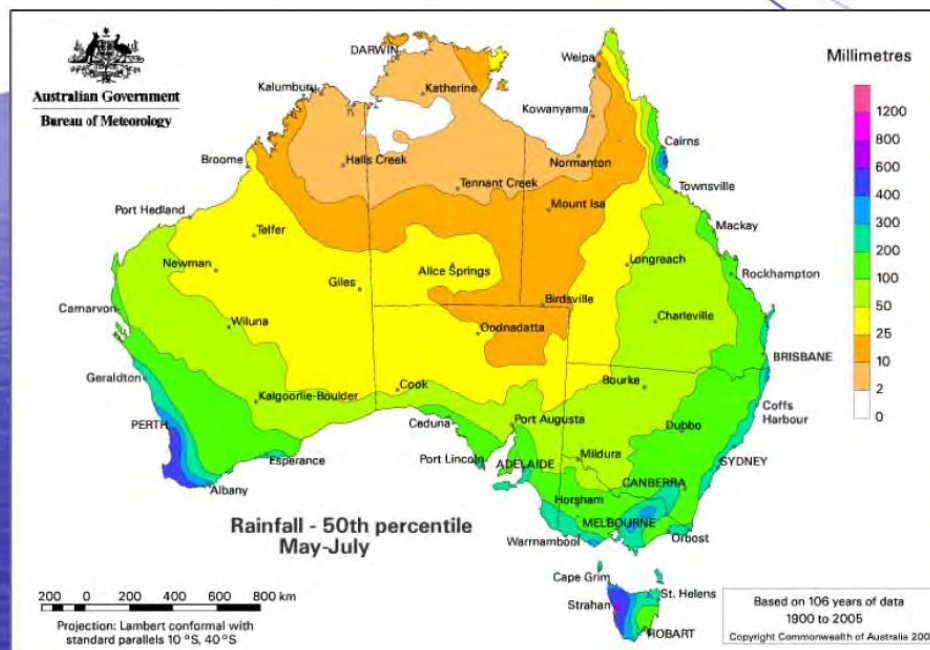 Australian Government
Bureau of Meteorology
DARWIN
Weipa
Millimetres
Kalumbury
Katherine
Kowanyama
1200
800
600
400
300
200
100
50
25
10
2
0
Cairns
Broome
Halls Creek
Normanton
Tennant Creek
Townsville
Port Hedland
Mount Isa
Mackay
Telfer
Newman
Alice Springs
Longreach
Rockhampton
Giles
Birdsville
Carnarvon
Wiluna
Oodnadatta
Charleville
BRISBANE
Geraldton
Cook
Bourke
Kalgoorlie-Boulder
Coffs
Harbour
PERTH
Ceduna
Port Augusta
Dubbo
Port Lincoln
ADELAIDE
Mildura
SYDNEY
Esperance
CANBERRA
Albany
Horsham
MELBOURNE
Orbost
Warrnambool
Rainfall - 50th percentile
May-July
Cape Grim
St. Helens
Strahan
HOBART
200 0 200 400 600 800 km
Projection: Lambert conformal with
standard parallels 10 °S, 40 °S
Based on 106 years of data
1900 to 2005
Copyright Commonwealth of Australia 200